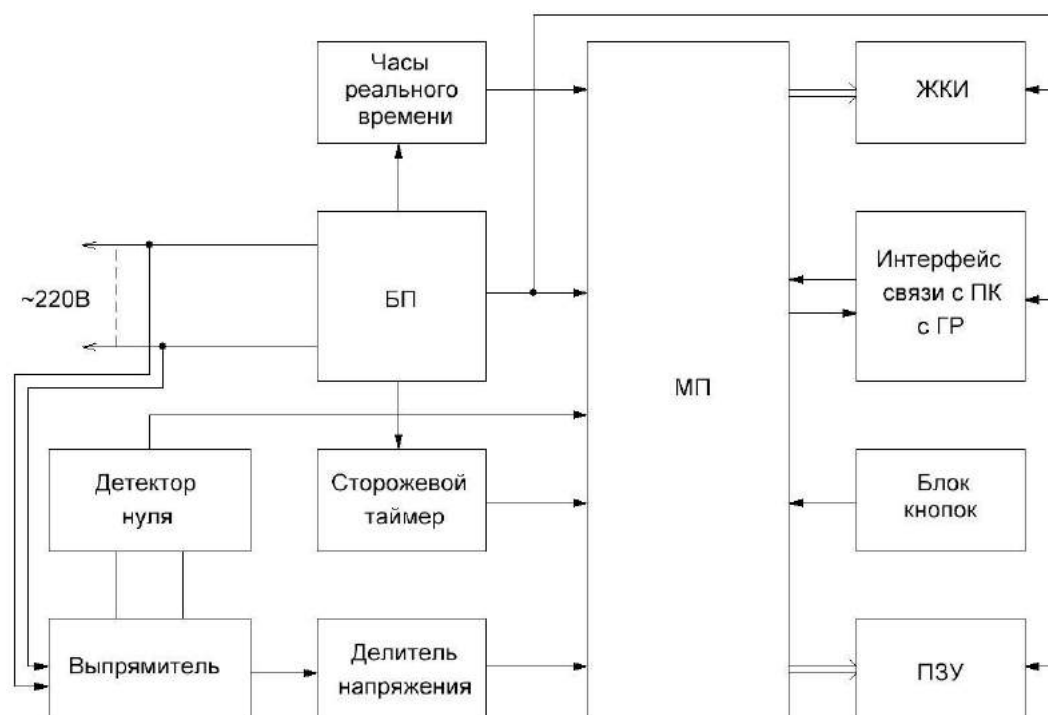 Часы
реального
времени
ЖКИ
~220В
БП
МП
Интерфейс
связи с ПК
с ГР
Детектор
нуля
Сторожевой
таймер
Блок
кнопок
Выпрямитель
Делитель
напряжения
ПЗУ